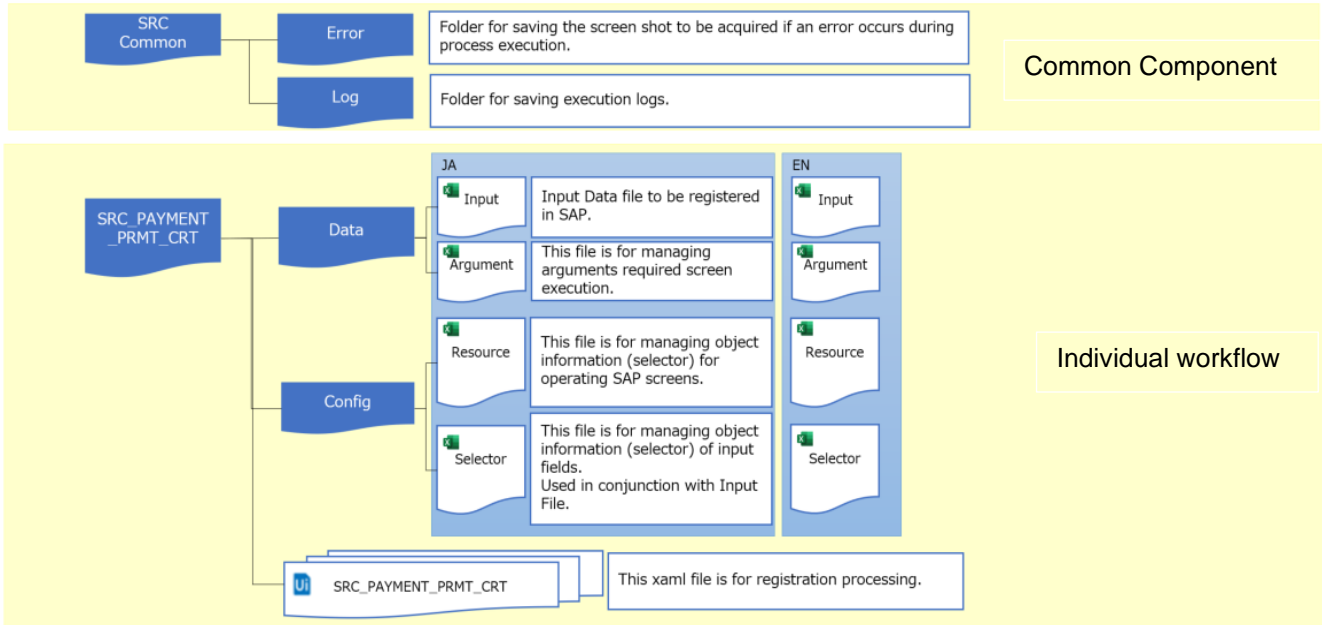 SRC
Common
Error
Folder for saving the screen shot to be acquired if an error occurs during
process execution.
Common Component
Log
Folder for saving execution logs.
JA
EN
SRC_PAYMENT
_PRMT_CRT
Data
Input
Input Data file to be registered
in SAP.
Input
Argument
This file is for managing
arguments required screen
execution.
Argument
Resource
This file is for managing object
information (selector) for
operating SAP screens.
Resource
Individual workflow
Config
Selector
This file is for managing object
information (selector) of input
fields.
Used in conjunction with Input
File.
Selector
Ui
SRC_PAYMENT_PRMT_CRT
This xaml file is for registration processing.